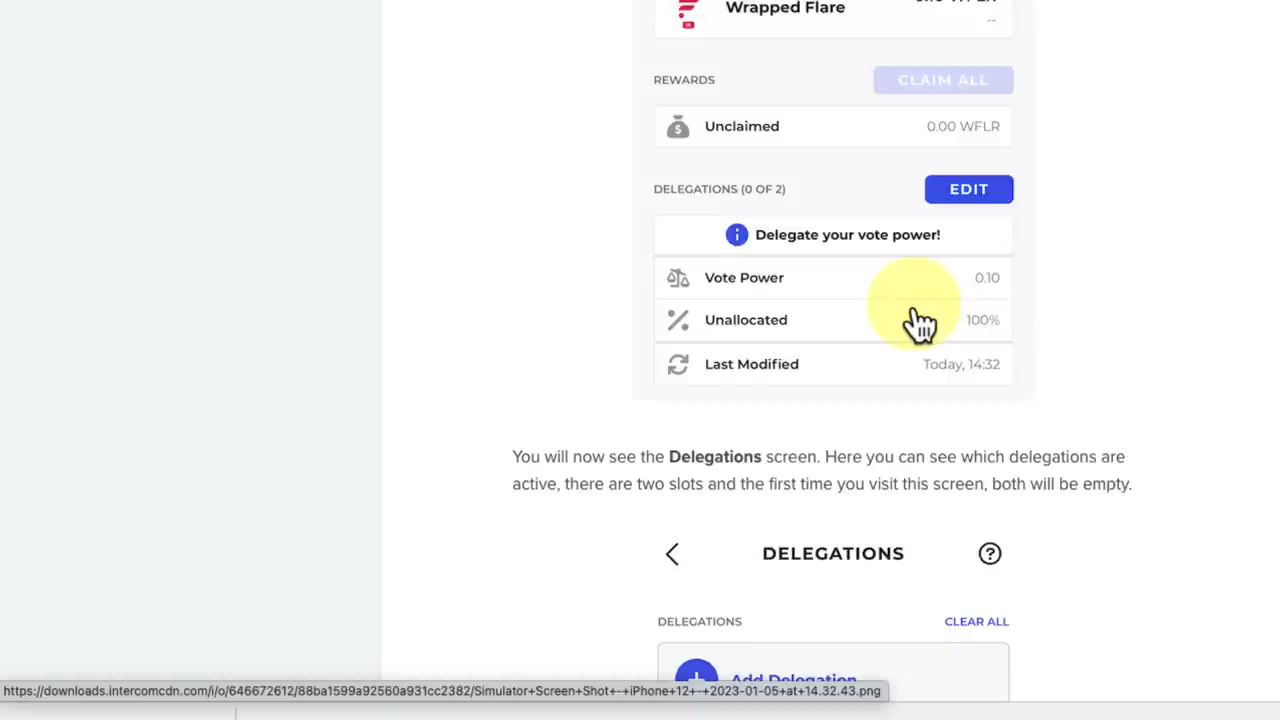 Wrapped Flare
--
REWARDS
CLAIM ALL
Unclaimed
0.00 WFLR
DELEGATIONS (0 OF 2)
EDIT
Delegate your vote power!
Vote Power
0.10
Unallocated
100%
Last Modified
Today, 14:32
You will now see the Delegations screen. Here you can see which delegations are
active, there are two slots and the first time you visit this screen, both will be empty.
DELEGATIONS
DELEGATIONS
CLEAR ALL
Add Delegation
https://downloads.intercomcdn.com/i/o/646672612/88ba1599a92560a931cc2382/Simulator+Screen+Shot+-+iPhone+12+-+2023-01-05+at+14.32.43.png